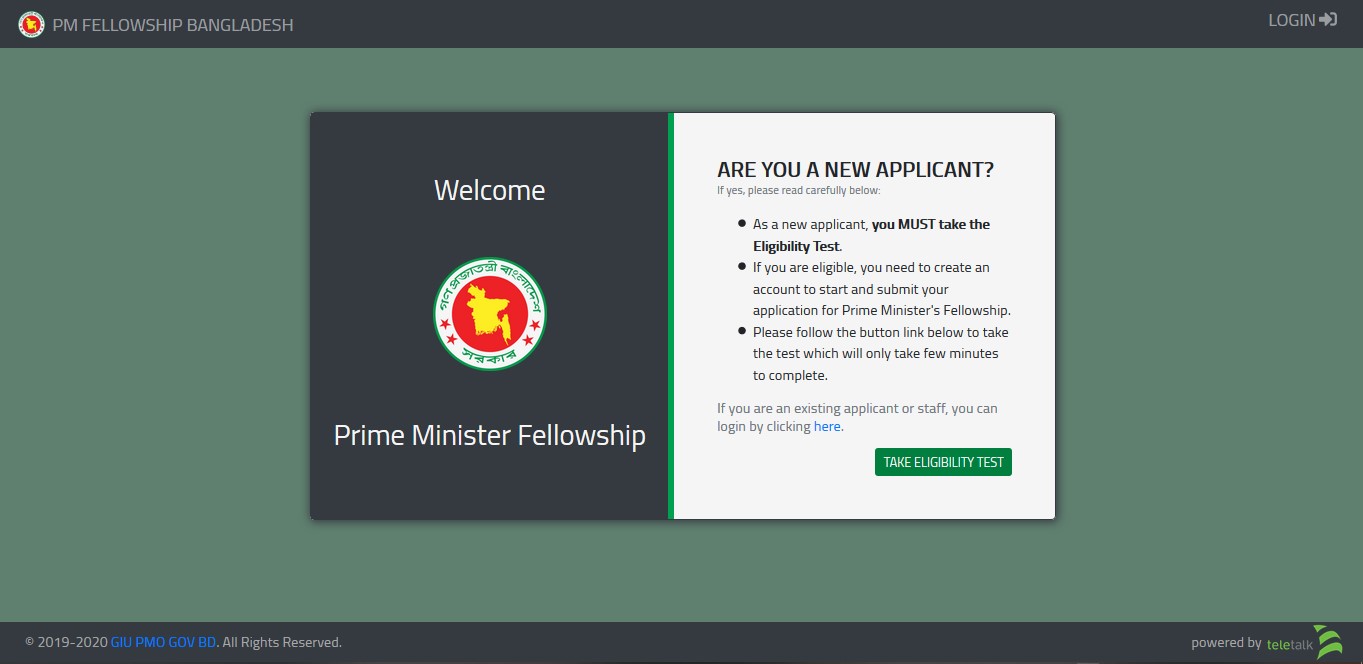 PM FELLOWSHIP BANGLADESH
LOGIN
Welcome
গণপ্রজাতন্ত্রী বাংলাদেশ
সরকার
Prime Minister Fellowship
ARE YOU A NEW APPLICANT?
If yes, please read carefully below:
As a new applicant, you MUST take the
Eligibility Test.
If you are eligible, you need to create an
account to start and submit your
application for Prime Minister's Fellowship.
Please follow the button link below to take
the test which will only take few minutes
to complete.
If you are an existing applicant or staff, you can
login by clicking here.
TAKE ELIGIBILITY TEST
© 2019-2020 GIU PMO GOV BD. All Rights Reserved.
powered by teletalk